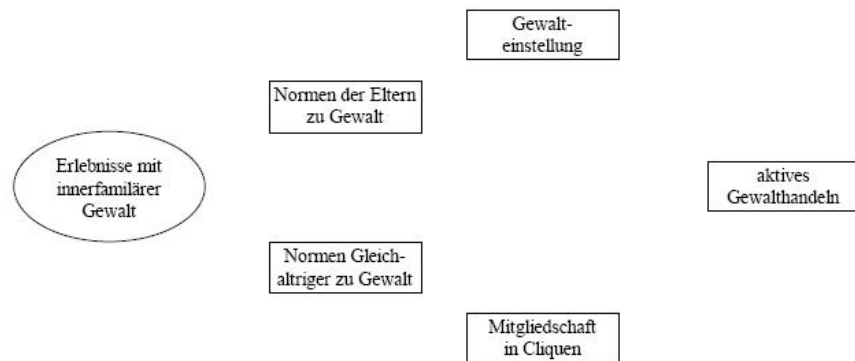 Gewalt-
einstellung
Normen der Eltern
zu Gewalt
Erlebnisse mit
innerfamilärer
Gewalt
aktives
Gewalthandeln
Normen Gleich-
altriger zu Gewalt
Mitgliedschaft
in Cliquen